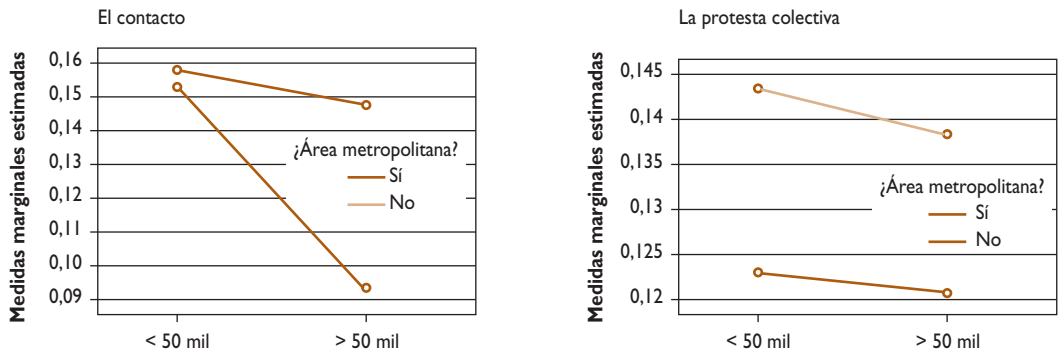 El contacto
Medidas marginales estimadas
0,16
0,15
0,14
0,13
0,12
0,11
0,10
0,09
¿Área metropolitana?
Sí
No
< 50 mil
> 50 mil
La protesta colectiva
Medidas marginales estimadas
0,145
0,14
0,135
0,13
0,125
0,12
¿Área metropolitana?
Sí
No
< 50 mil
> 50 mil